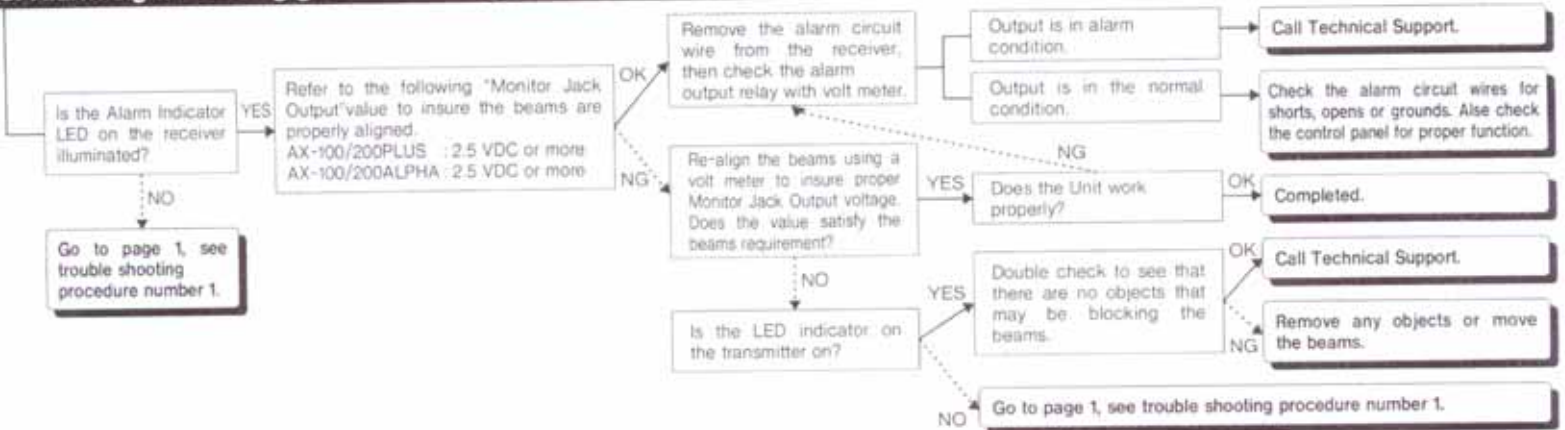 Is the Alarm Indicator
LED on the receiver
illuminated?
YES
NO
Go to page 1, see
trouble shooting
procedure number 1.
Refer to the following "Monitor Jack
Output" value to insure the beams are
properly aligned.
AX-100/200PLUS : 2.5 VDC or more
AX-100/200ALPHA : 2.5 VDC or more
OK
NG
Remove the alarm circuit
wire from the receiver,
then check the alarm
output relay with volt meter.
Output is in alarm
condition.
Call Technical Support.
Output is in the normal
condition.
Check the alarm circuit wires for
shorts, opens or grounds. Alse check
the control panel for proper function.
Re-align the beams using a
volt meter to insure proper
Monitor Jack Output voltage.
Does the value satisfy the
beams requirement?
YES
NO
NG
Does the Unit work
properly?
OK
Completed.
Is the LED indicator on
the transmitter on?
YES
NO
Double check to see that
there are no objects that
may be blocking the
beams.
OK
Call Technical Support.
NG
Remove any objects or move
the beams.
Go to page 1, see trouble shooting procedure number 1.